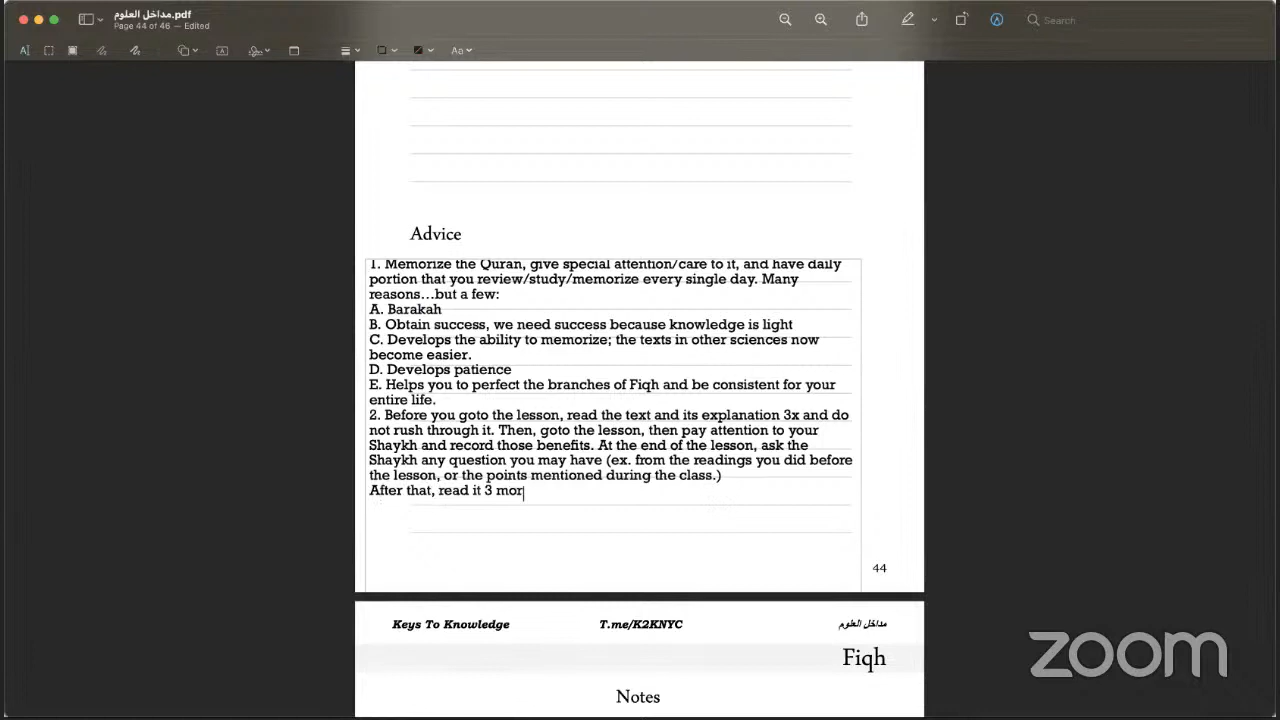 مداخل العلوم.pdf
Page 44 of 46 — Edited
Search
Aa
Advice
1. Memorize the Quran, give special attention/care to it, and have daily
portion that you review/study/memorize every single day. Many
reasons...but a few:
A. Barakah
B. Obtain success, we need success because knowledge is light
C. Develops the ability to memorize; the texts in other sciences now
become easier.
D. Develops patience
E. Helps you to perfect the branches of Fiqh and be consistent for your
entire life.
2. Before you goto the lesson, read the text and its explanation 3x and do
not rush through it. Then, goto the lesson, then pay attention to your
Shaykh and record those benefits. At the end of the lesson, ask the
Shaykh any question you may have (ex. from the readings you did before
the lesson, or the points mentioned during the class.)
After that, read it 3 mor
44
Keys To Knowledge T.me/K2KNYC مداخل العلوم
Fiqh
Notes
zoom